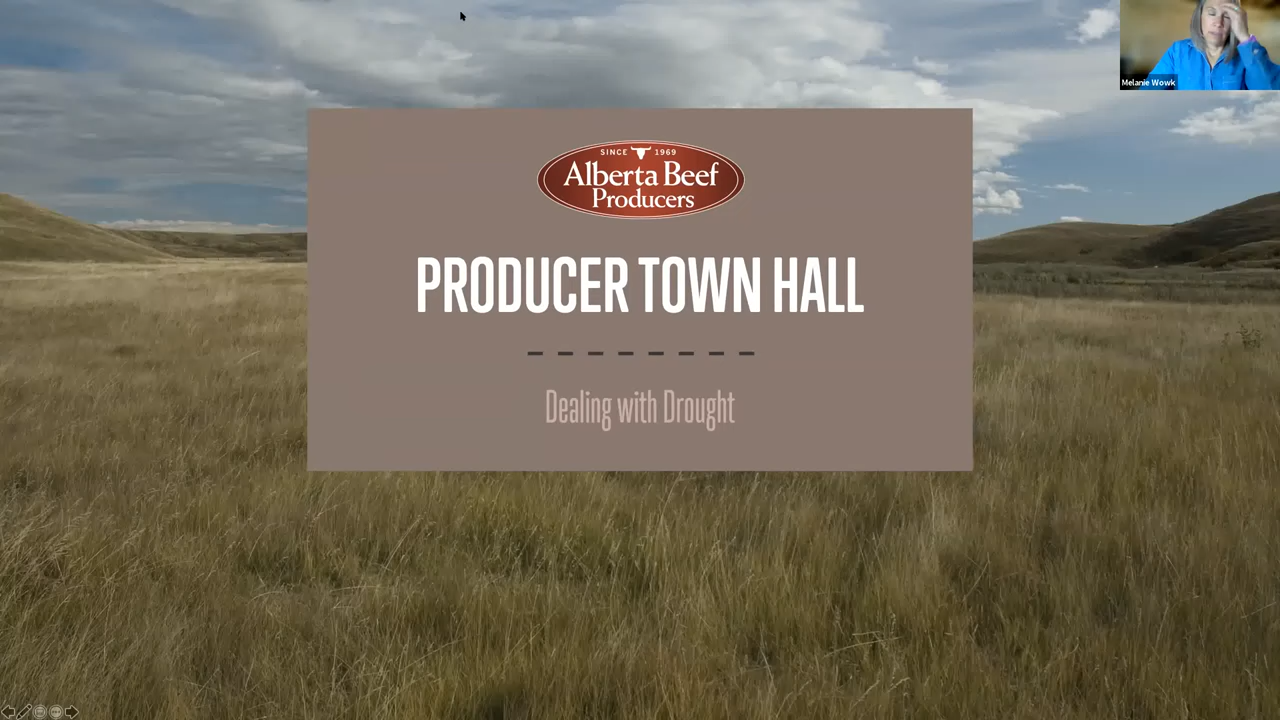 Melanie Wowk
SINCE 1969
Alberta Beef
Producers
PRODUCER TOWN HALL
Dealing with Drought